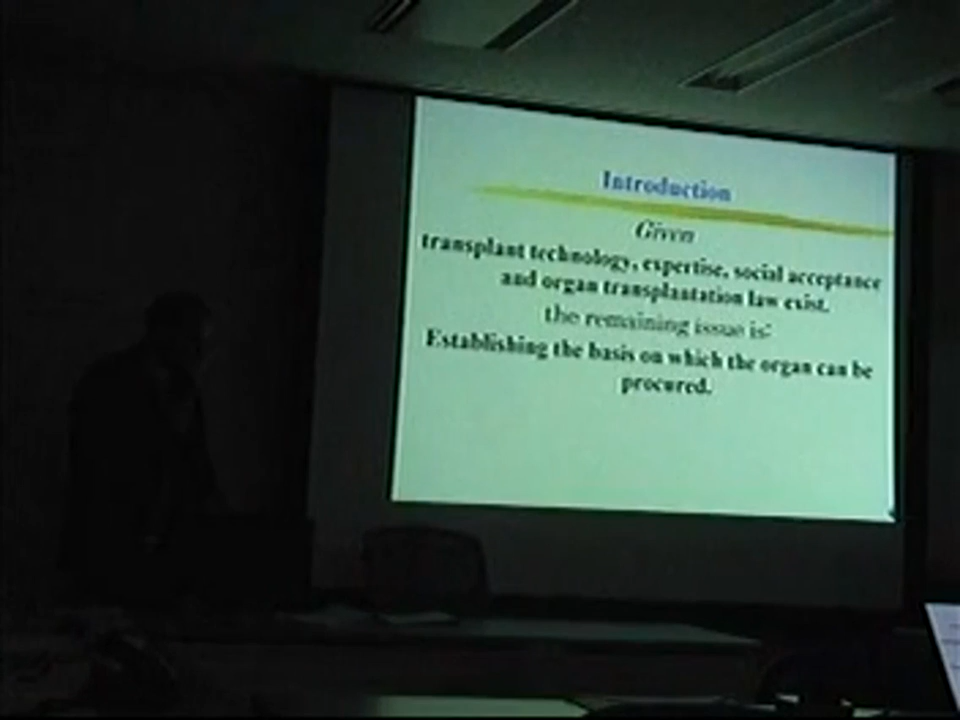 Introduction
Given
transplant technology, expertise, social acceptance
and organ transplantation law exist.
the remaining issue is:
Establishing the basis on which the organ can be
procured.